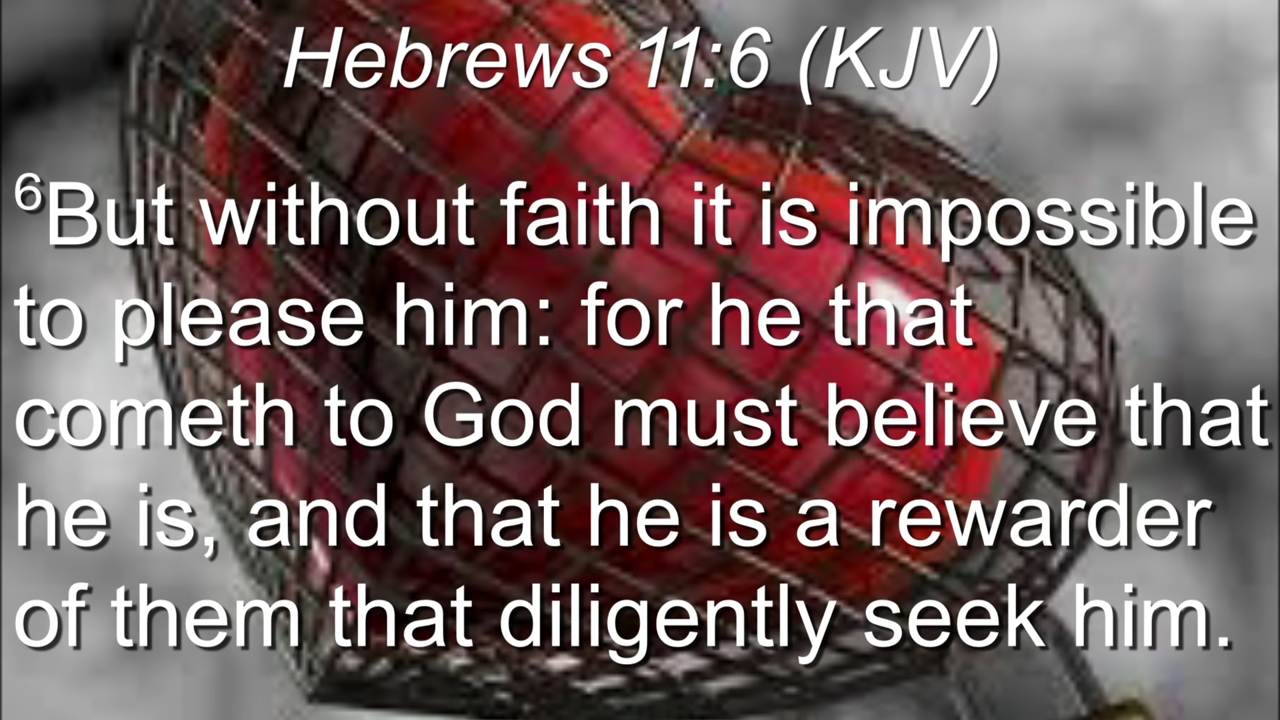 Hebrews 11:6 (KJV)
⁶But without faith it is impossible
to please him: for he that
cometh to God must believe that
he is, and that he is a rewarder
of them that diligently seek him.